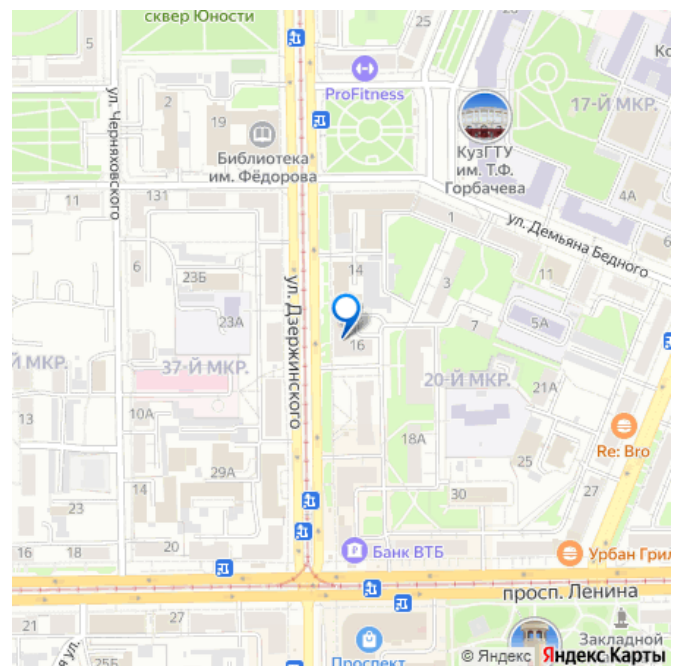 сквер Юности
5
25
ProFitness
2
19
17-Й МКР.
ул. Черняховского
Библиотека
им. Фёдорова
КузГТУ
им. Т.Ф.
Горбачева
4А
11
131
1
ул. Демьяна Бедного
6
6
23Б
14
3
11
ул. Дзержинского
23А
7
5А
16
37-Й МКР.
20-Й МКР.
21А
10А
13
18А
Re: Bro
25
29А
14
30
27
23
16
18
20
Банк ВТБ
Урбан Грил
просп. Ленина
21
27
25Б
Закладной
Проспект
© Яндекс Яндекс Карты